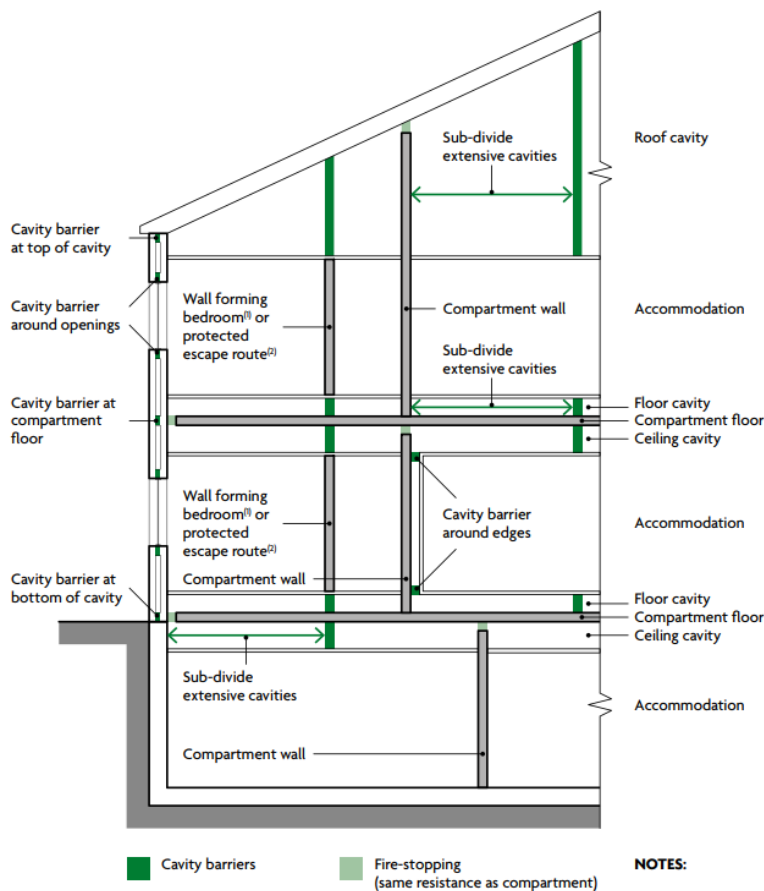 Sub-divide
extensive cavities
Roof cavity
Cavity barrier
at top of cavity
Cavity barrier
around openings
Wall forming
bedroom⁽¹⁾ or
protected
escape route⁽²⁾
Compartment wall
Accommodation
Sub-divide
extensive cavities
Cavity barrier at
compartment
floor
Floor cavity
Compartment floor
Ceiling cavity
Wall forming
bedroom⁽¹⁾ or
protected
escape route⁽²⁾
Cavity barrier
around edges
Accommodation
Compartment wall
Cavity barrier at
bottom of cavity
Floor cavity
Compartment floor
Ceiling cavity
Sub-divide
extensive cavities
Accommodation
Compartment wall
Cavity barriers
Fire-stopping
(same resistance as compartment)
NOTES: